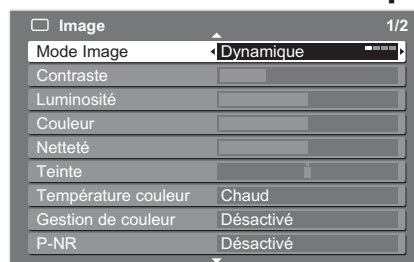 Image 1/2
Mode Image Dynamique
Contraste
Luminosité
Couleur
Netteté
Teinte
Température couleur Chaud
Gestion de couleur Désactivé
P-NR Désactivé